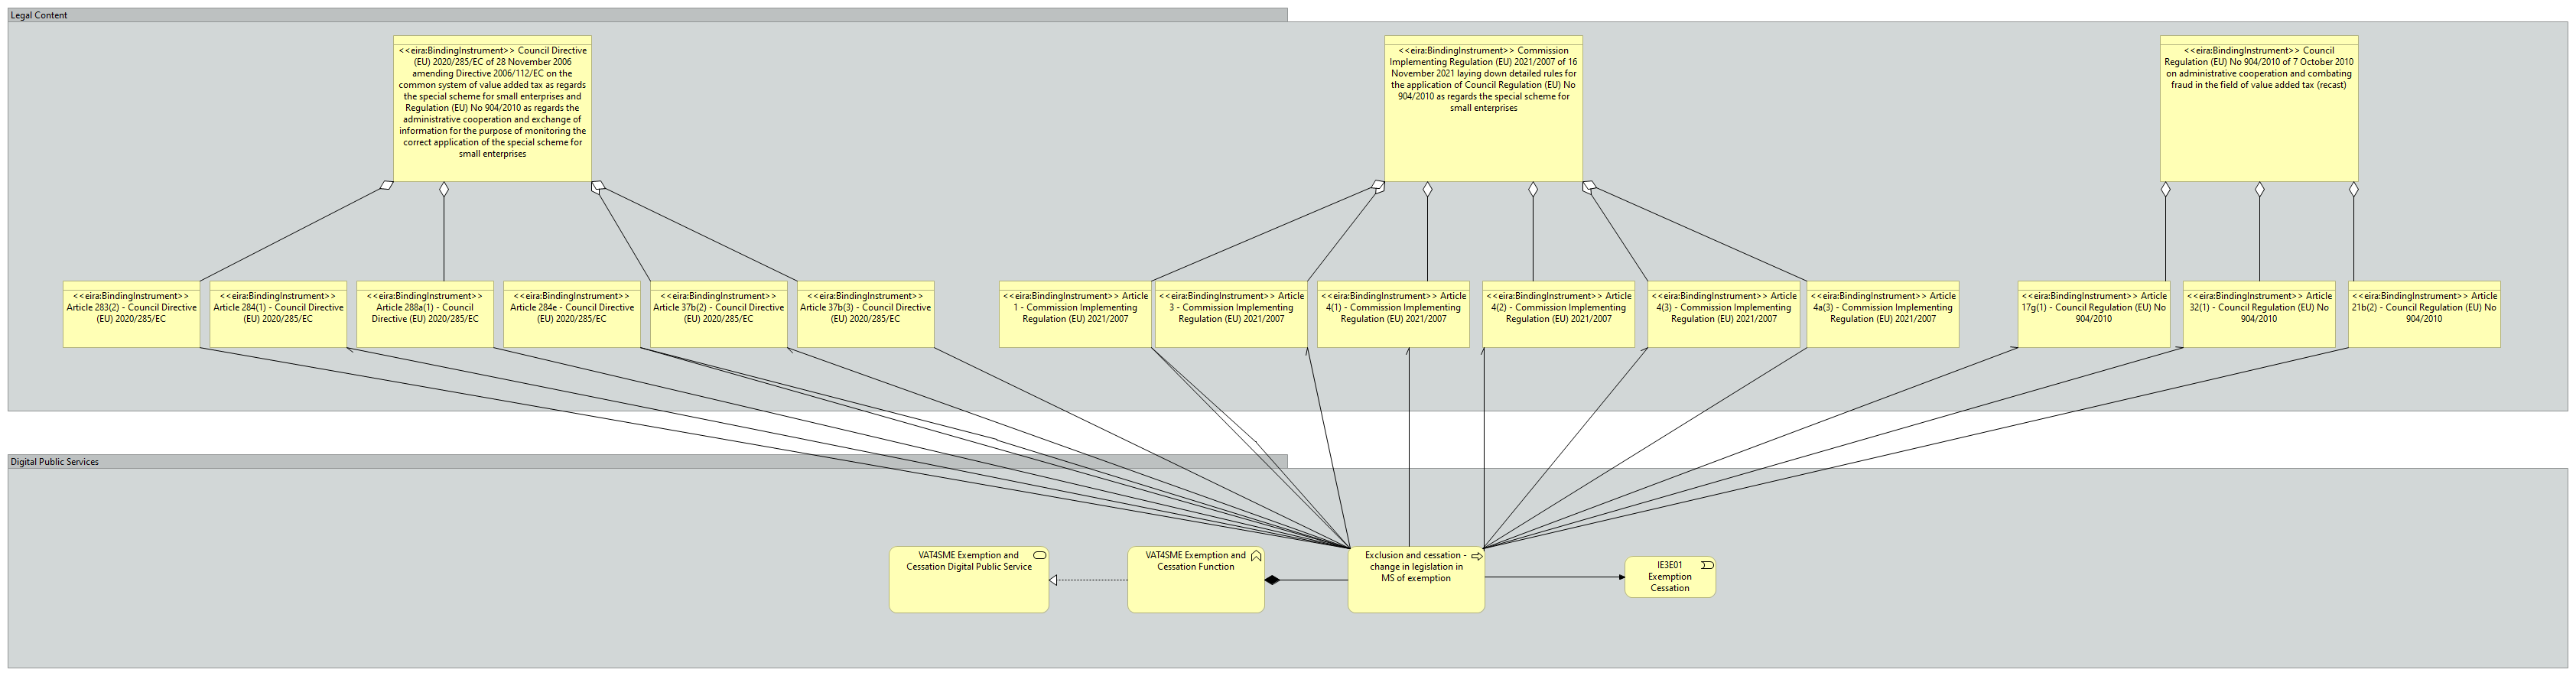 Legal Content
<<eira:BindingInstrument>> Council Directive
(EU) 2020/285/EC of 28 November 2006
amending Directive 2006/112/EC on the
common system of value added tax as regards
the special scheme for small enterprises and
Regulation (EU) No 904/2010 as regards the
administrative cooperation and exchange of
information for the purpose of monitoring the
correct application of the special scheme for
small enterprises
<<eira:BindingInstrument>> Commission
Implementing Regulation (EU) 2021/2007 of 16
November 2021 laying down detailed rules for
the application of Council Regulation (EU) No
904/2010 as regards the special scheme for
small enterprises
<<eira:BindingInstrument>> Council
Regulation (EU) No 904/2010 of 7 October 2010
on administrative cooperation and combating
fraud in the field of value added tax (recast)
<<eira:BindingInstrument>>
Article 283(2) - Council Directive
(EU) 2020/285/EC
<<eira:BindingInstrument>>
Article 284(1) - Council Directive
(EU) 2020/285/EC
<<eira:BindingInstrument>>
Article 288a(1) - Council
Directive (EU) 2020/285/EC
<<eira:BindingInstrument>>
Article 284e - Council Directive
(EU) 2020/285/EC
<<eira:BindingInstrument>>
Article 37b(2) - Council Directive
(EU) 2020/285/EC
<<eira:BindingInstrument>>
Article 37b(3) - Council Directive
(EU) 2020/285/EC
<<eira:BindingInstrument>> Article
1 - Commission Implementing
Regulation (EU) 2021/2007
<<eira:BindingInstrument>> Article
3 - Commission Implementing
Regulation (EU) 2021/2007
<<eira:BindingInstrument>> Article
4(1) - Commission Implementing
Regulation (EU) 2021/2007
<<eira:BindingInstrument>> Article
4(2) - Commission Implementing
Regulation (EU) 2021/2007
<<eira:BindingInstrument>> Article
4(3) - Commission Implementing
Regulation (EU) 2021/2007
<<eira:BindingInstrument>> Article
4a(3) - Commission Implementing
Regulation (EU) 2021/2007
<<eira:BindingInstrument>> Article
17g(1) - Council Regulation (EU) No
904/2010
<<eira:BindingInstrument>> Article
32(1) - Council Regulation (EU) No
904/2010
<<eira:BindingInstrument>> Article
21b(2) - Council Regulation (EU) No
904/2010
Digital Public Services
VAT4SME Exemption and
Cessation Digital Public Service
VAT4SME Exemption and
Cessation Function
Exclusion and cessation -
change in legislation in
MS of exemption
IE3E01
Exemption
Cessation